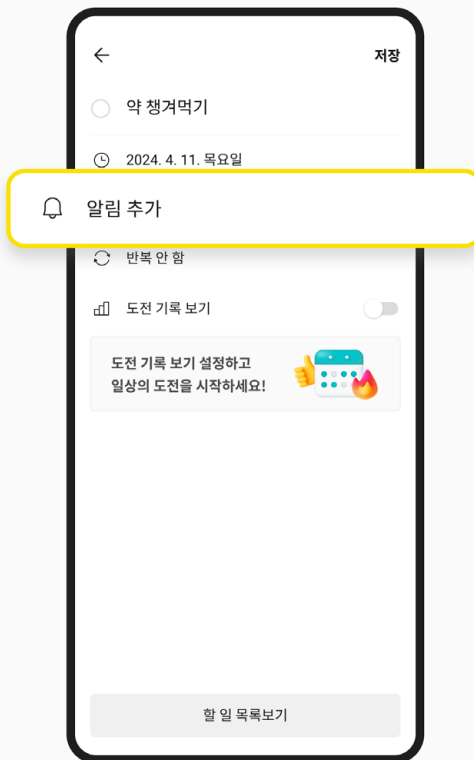 저장
약 챙겨먹기
2024. 4. 11. 목요일
알림 추가
반복 안 함
도전 기록 보기
도전 기록 보기 설정하고
일상의 도전을 시작하세요!
할 일 목록보기